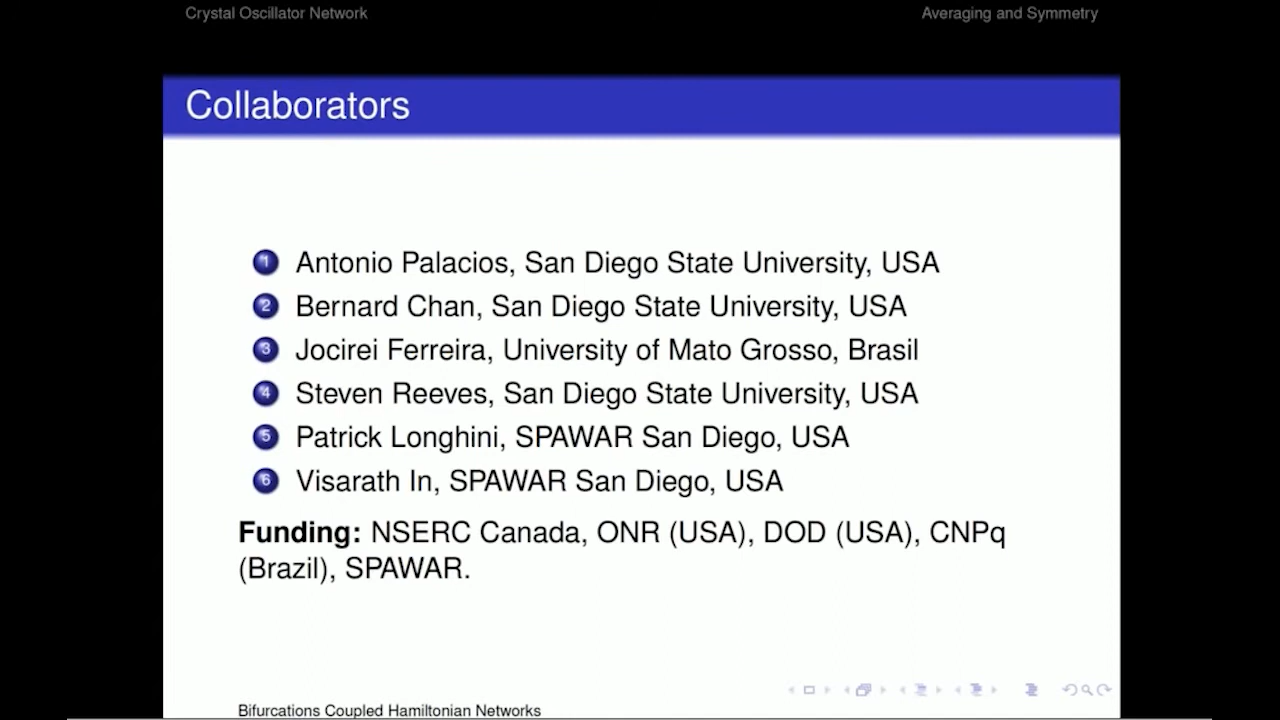 Crystal Oscillator Network
Averaging and Symmetry
Collaborators
1 Antonio Palacios, San Diego State University, USA
2 Bernard Chan, San Diego State University, USA
3 Jocirei Ferreira, University of Mato Grosso, Brasil
4 Steven Reeves, San Diego State University, USA
5 Patrick Longhini, SPAWAR San Diego, USA
6 Visarath In, SPAWAR San Diego, USA
Funding: NSERC Canada, ONR (USA), DOD (USA), CNPq
(Brazil), SPAWAR.
Bifurcations Coupled Hamiltonian Networks